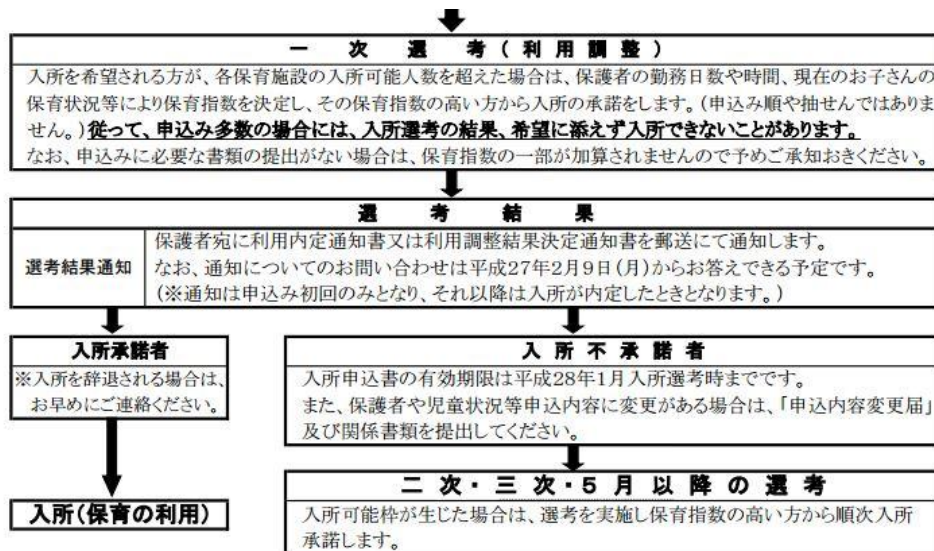 一次選考(利用調整)
入所を希望される方が、各保育施設の入所可能人数を超えた場合は、保護者の勤務日数や時間、現在のお子さんの
保育状況等により保育指数を決定し、その保育指数の高い方から入所の承諾をします。(申込み順や抽せんではありま
せん。)従って、申込み多数の場合には、入所選考の結果、希望に添えず入所できないことがあります。
なお、申込みに必要な書類の提出がない場合は、保育指数の一部が加算されませんので予めご承知おきください。
選考結果
選考結果通知
保護者宛に利用内定通知書又は利用調整結果決定通知書を郵送にて通知します。
なお、通知についてのお問い合わせは平成27年2月9日(月)からお答えできる予定です。
(※通知は申込み初回のみとなり、それ以降は入所が内定したときとなります。)
入所承諾者
※入所を辞退される場合は、
お早めにご連絡ください。
入所(保育の利用)
入所不承諾者
入所申込書の有効期限は平成28年1月入所選考時までです。
また、保護者や児童状況等申込内容に変更がある場合は、「申込内容変更届」
及び関係書類を提出してください。
二次・三次・5月以降の選考
入所可能枠が生じた場合は、選考を実施し保育指数の高い方から順次入所
承諾します。